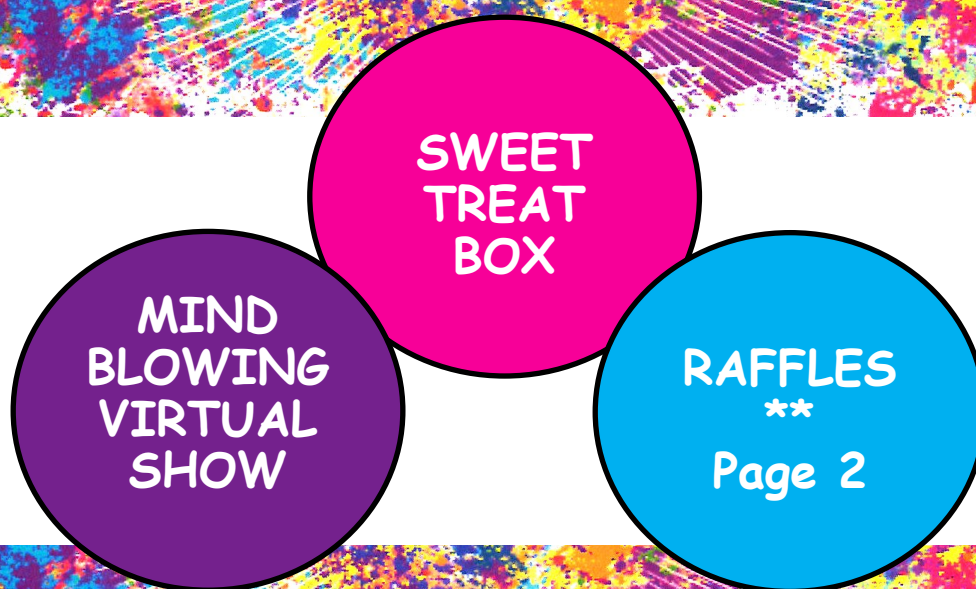 SWEET
TREAT
BOX
MIND
BLOWING
VIRTUAL
SHOW
RAFFLES
**
Page 2